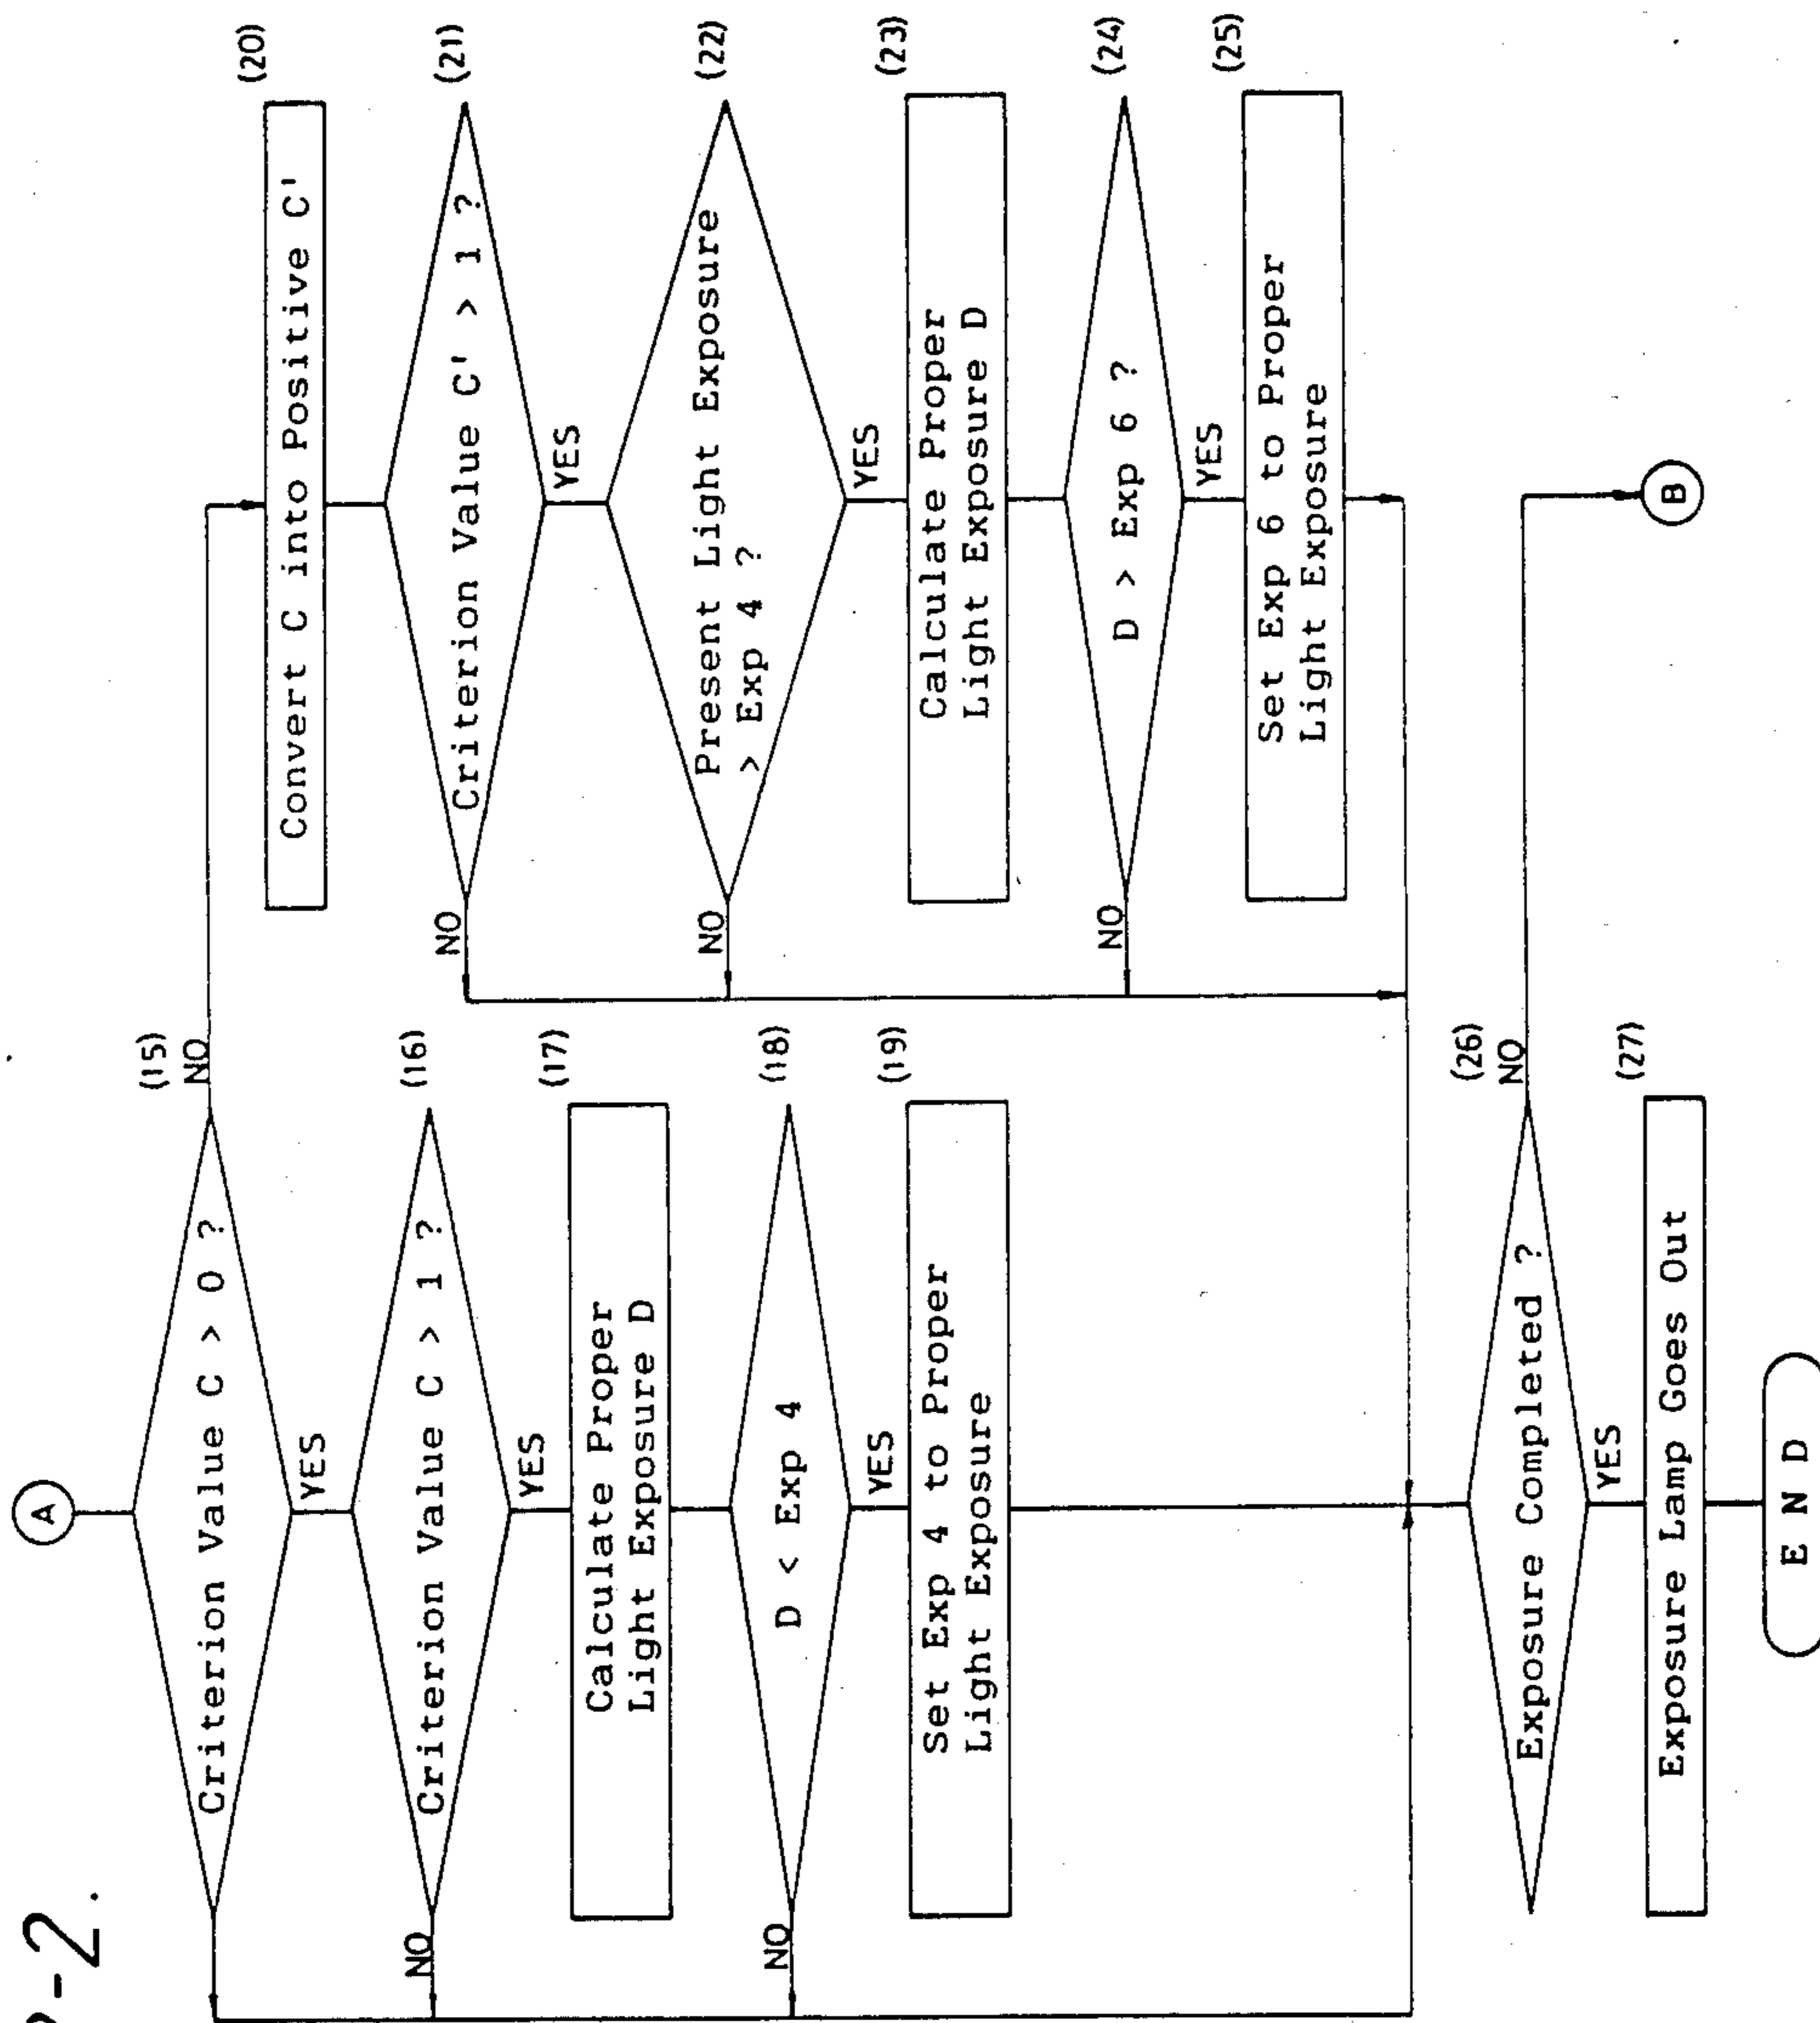 2-2.
A
(15)
Criterion Value C > 0 ?
NO
YES
(16)
Criterion Value C > 1 ?
NO
YES
(17)
Calculate Proper
Light Exposure D
(18)
D < Exp 4
NO
YES
(19)
Set Exp 4 to Proper
Light Exposure
(20)
Convert C into Positive C'
(21)
Criterion Value C' > 1 ?
NO
YES
(22)
Present Light Exposure
> Exp 4 ?
NO
YES
(23)
Calculate Proper
Light Exposure D
(24)
D > Exp 6 ?
NO
YES
(25)
Set Exp 6 to Proper
Light Exposure
(26)
Exposure Completed ?
NO
YES
B
(27)
Exposure Lamp Goes Out
E N D